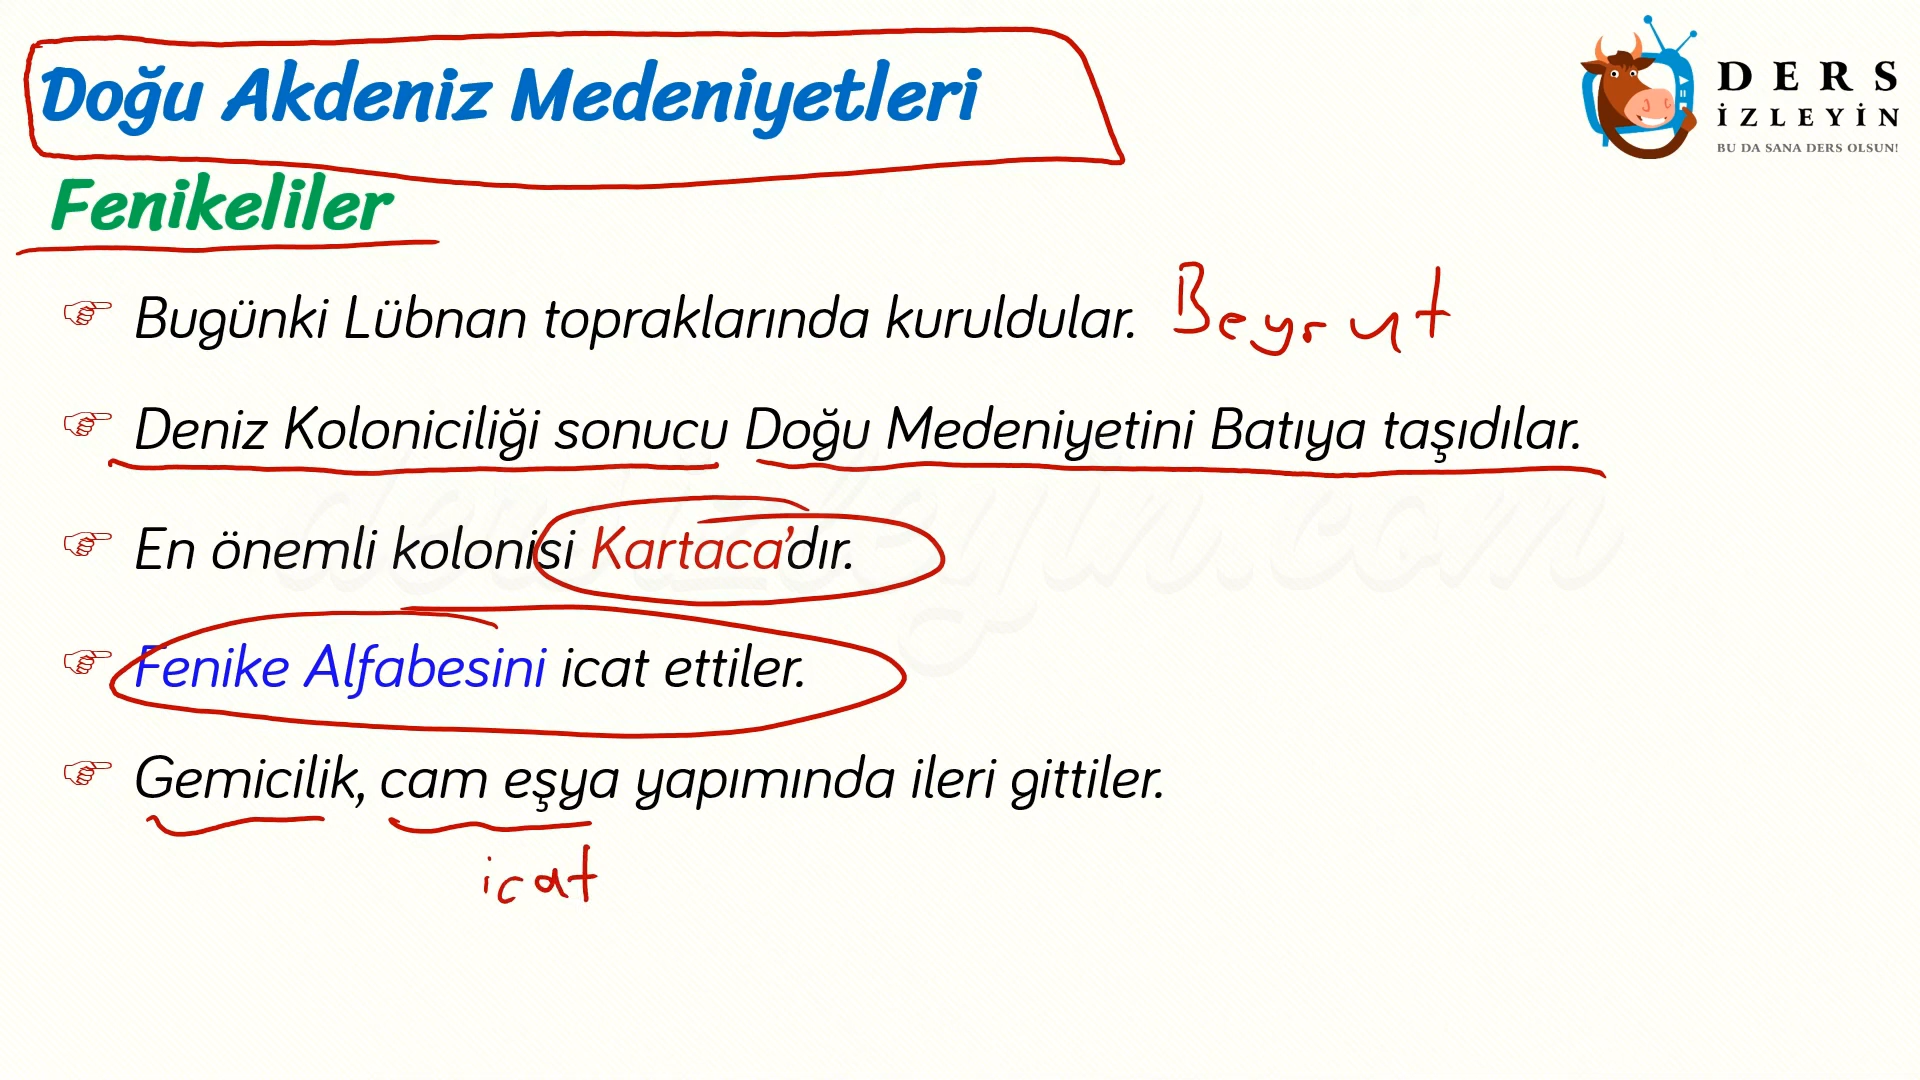 Doğu Akdeniz Medeniyetleri
DERS
İZLEYİN
BU DA SANA DERS OLSUN!
Fenikeliler
Bugünki Lübnan topraklarında kuruldular. Beyrut
Deniz Koloniciliği sonucu Doğu Medeniyetini Batıya taşıdılar.
En önemli kolonisi Kartaca'dır.
Fenike Alfabesini icat ettiler.
Gemicilik, cam eşya yapımında ileri gittiler.
icat